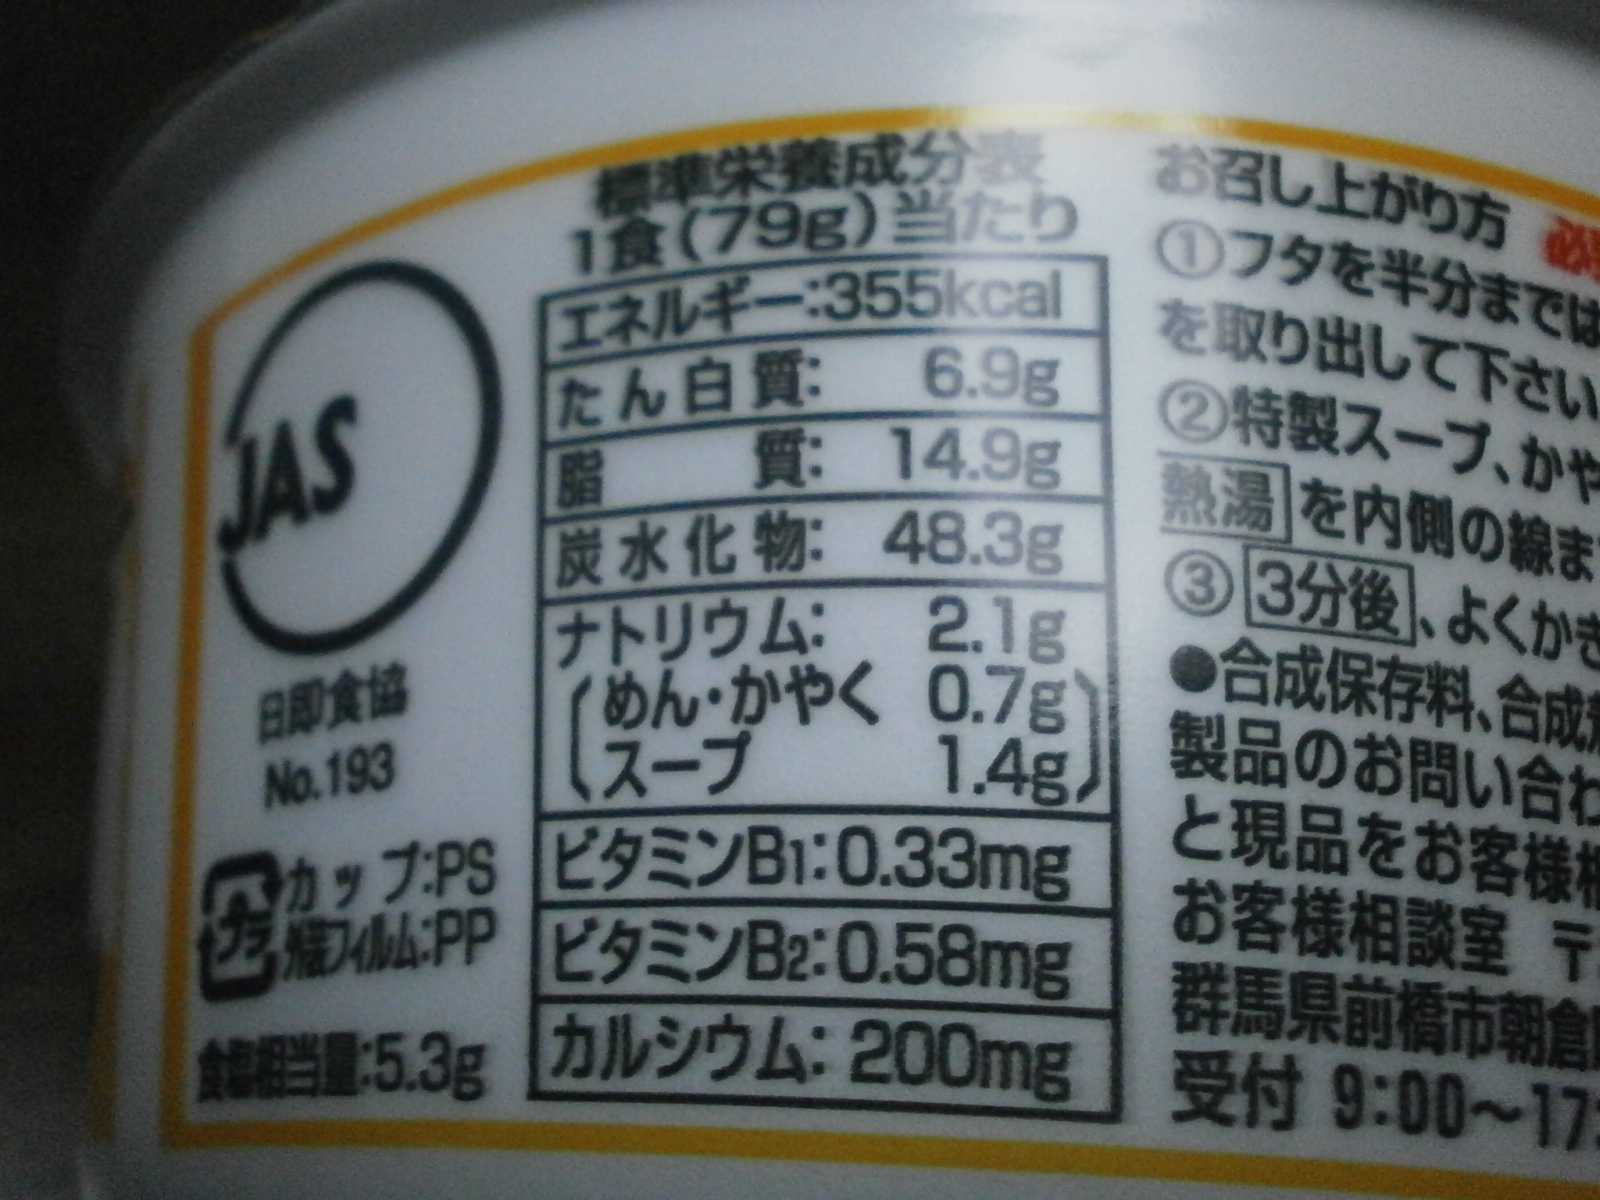 標準栄養成分表
1食(79g)当たり
エネルギー:355kcal
たん白質: 6.9g
脂質: 14.9g
炭水化物: 48.3g
ナトリウム: 2.1g
(めん・かやく 0.7g
スープ 1.4g)
ビタミンB1:0.33mg
ビタミンB2:0.58mg
カルシウム: 200mg
JAS
日即食協
No.193
プラ
カップ:PS
外装フィルム:PP
食塩相当量:5.3g
お召し上がり方
①フタを半分までは
を取り出して下さい
②特製スープ、かや
熱湯を内側の線ま
③3分後、よくかき
●合成保存料、合成
製品のお問い合わ
と現品をお客様相
お客様相談室 〒
群馬県前橋市朝倉
受付 9:00〜17: